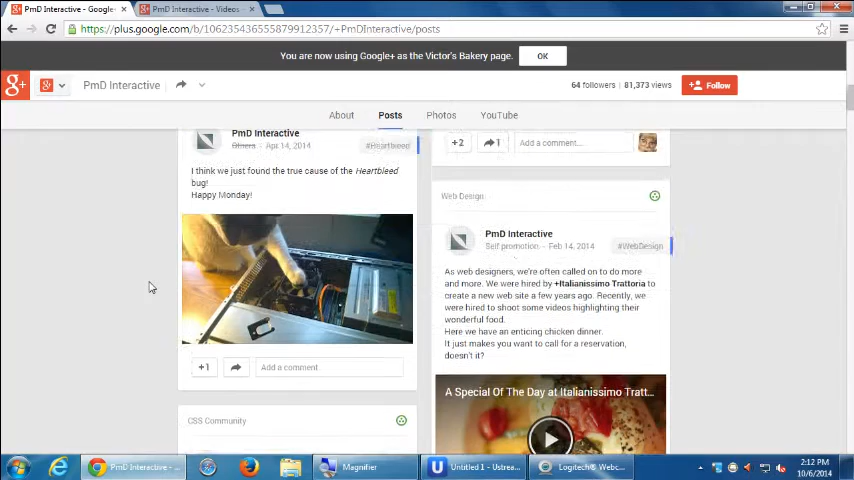 PmD Interactive - Google+
PmD Interactive - Videos -
https://plus.google.com/b/106235436555879912357/+PmDInteractive/posts
You are now using Google+ as the Victor's Bakery page.
OK
g+
PmD Interactive
64 followers | 81,373 views
Follow
About
Posts
Photos
YouTube
PmD Interactive
Others - Apr 14, 2014
#Heartbleed
I think we just found the true cause of the Heartbleed
bug!
Happy Monday!
+1
Add a comment...
CSS Community
+2
1
Add a comment...
Web Design
PmD Interactive
Self promotion - Feb 14, 2014
#WebDesign
As web designers, we're often called on to do more
and more. We were hired by +Italianissimo Trattoria to
create a new web site a few years ago. Recently, we
were hired to shoot some videos highlighting their
wonderful food.
Here we have an enticing chicken dinner.
It just makes you want to call for a reservation,
doesn't it?
A Special Of The Day at Italianissimo Tratt...
PmD Interactive - ...
Magnifier
Untitled 1 - Ustrea...
Logitech® Webc...
2:12 PM
10/6/2014